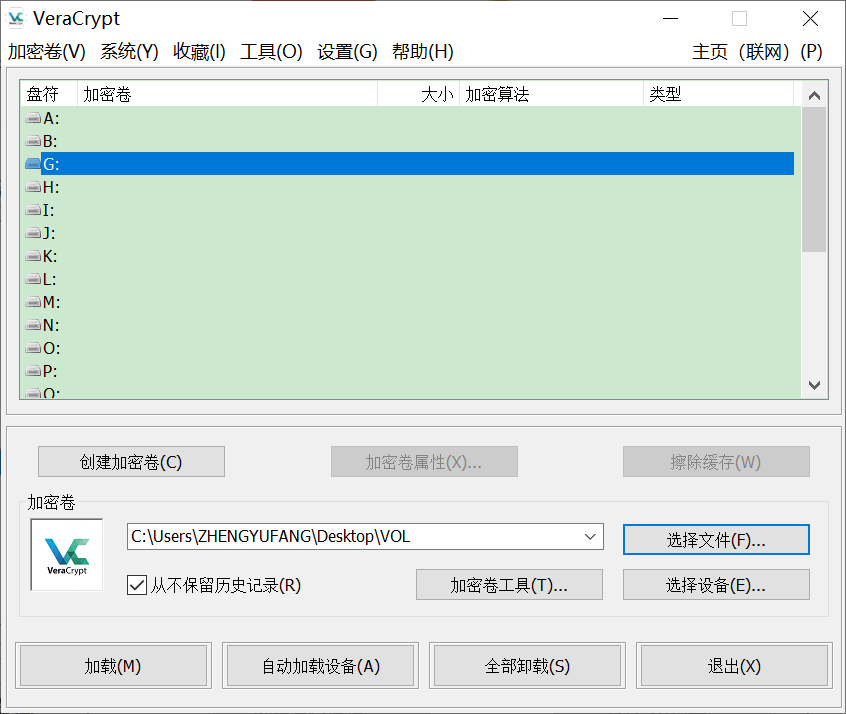 VeraCrypt
加密卷(V) 系统(Y) 收藏(I) 工具(O) 设置(G) 帮助(H) 主页（联网）(P)
盘符 加密卷 大小 加密算法 类型
A:
B:
G:
H:
I:
J:
K:
L:
M:
N:
O:
P:
Q:
创建加密卷(C) 加密卷属性(X)... 擦除缓存(W)
加密卷
VeraCrypt
C:\Users\ZHENGYUFANG\Desktop\VOL 选择文件(F)...
从不保留历史记录(R) 加密卷工具(T)... 选择设备(E)...
加载(M) 自动加载设备(A) 全部卸载(S) 退出(X)